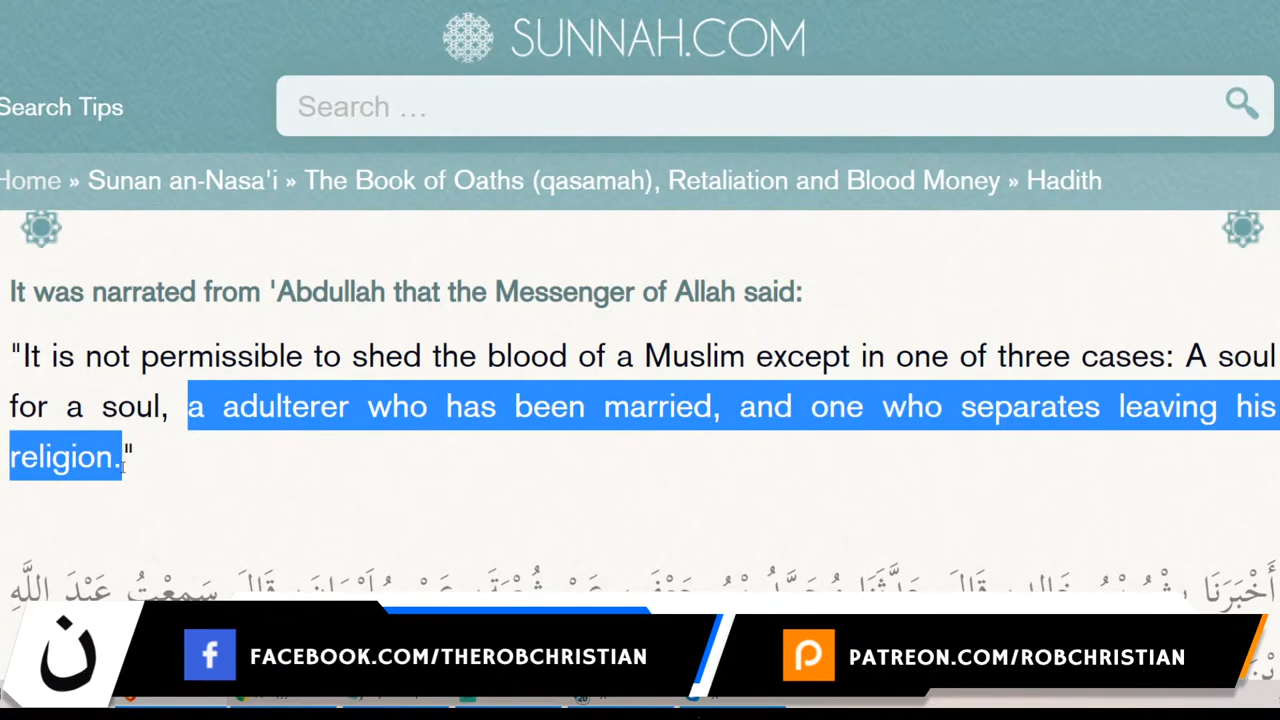 SUNNAH.COM
Search Tips
Search ...
Home » Sunan an-Nasa'i » The Book of Oaths (qasamah), Retaliation and Blood Money » Hadith
It was narrated from 'Abdullah that the Messenger of Allah said:
"It is not permissible to shed the blood of a Muslim except in one of three cases: A soul
for a soul, a adulterer who has been married, and one who separates leaving his
religion."
أَخْبَرَنَا قَالَ سَمِعْتُ عَبْدَ اللَّهِ
ن
f FACEBOOK.COM/THEROBCHRISTIAN
PATREON.COM/ROBCHRISTIAN